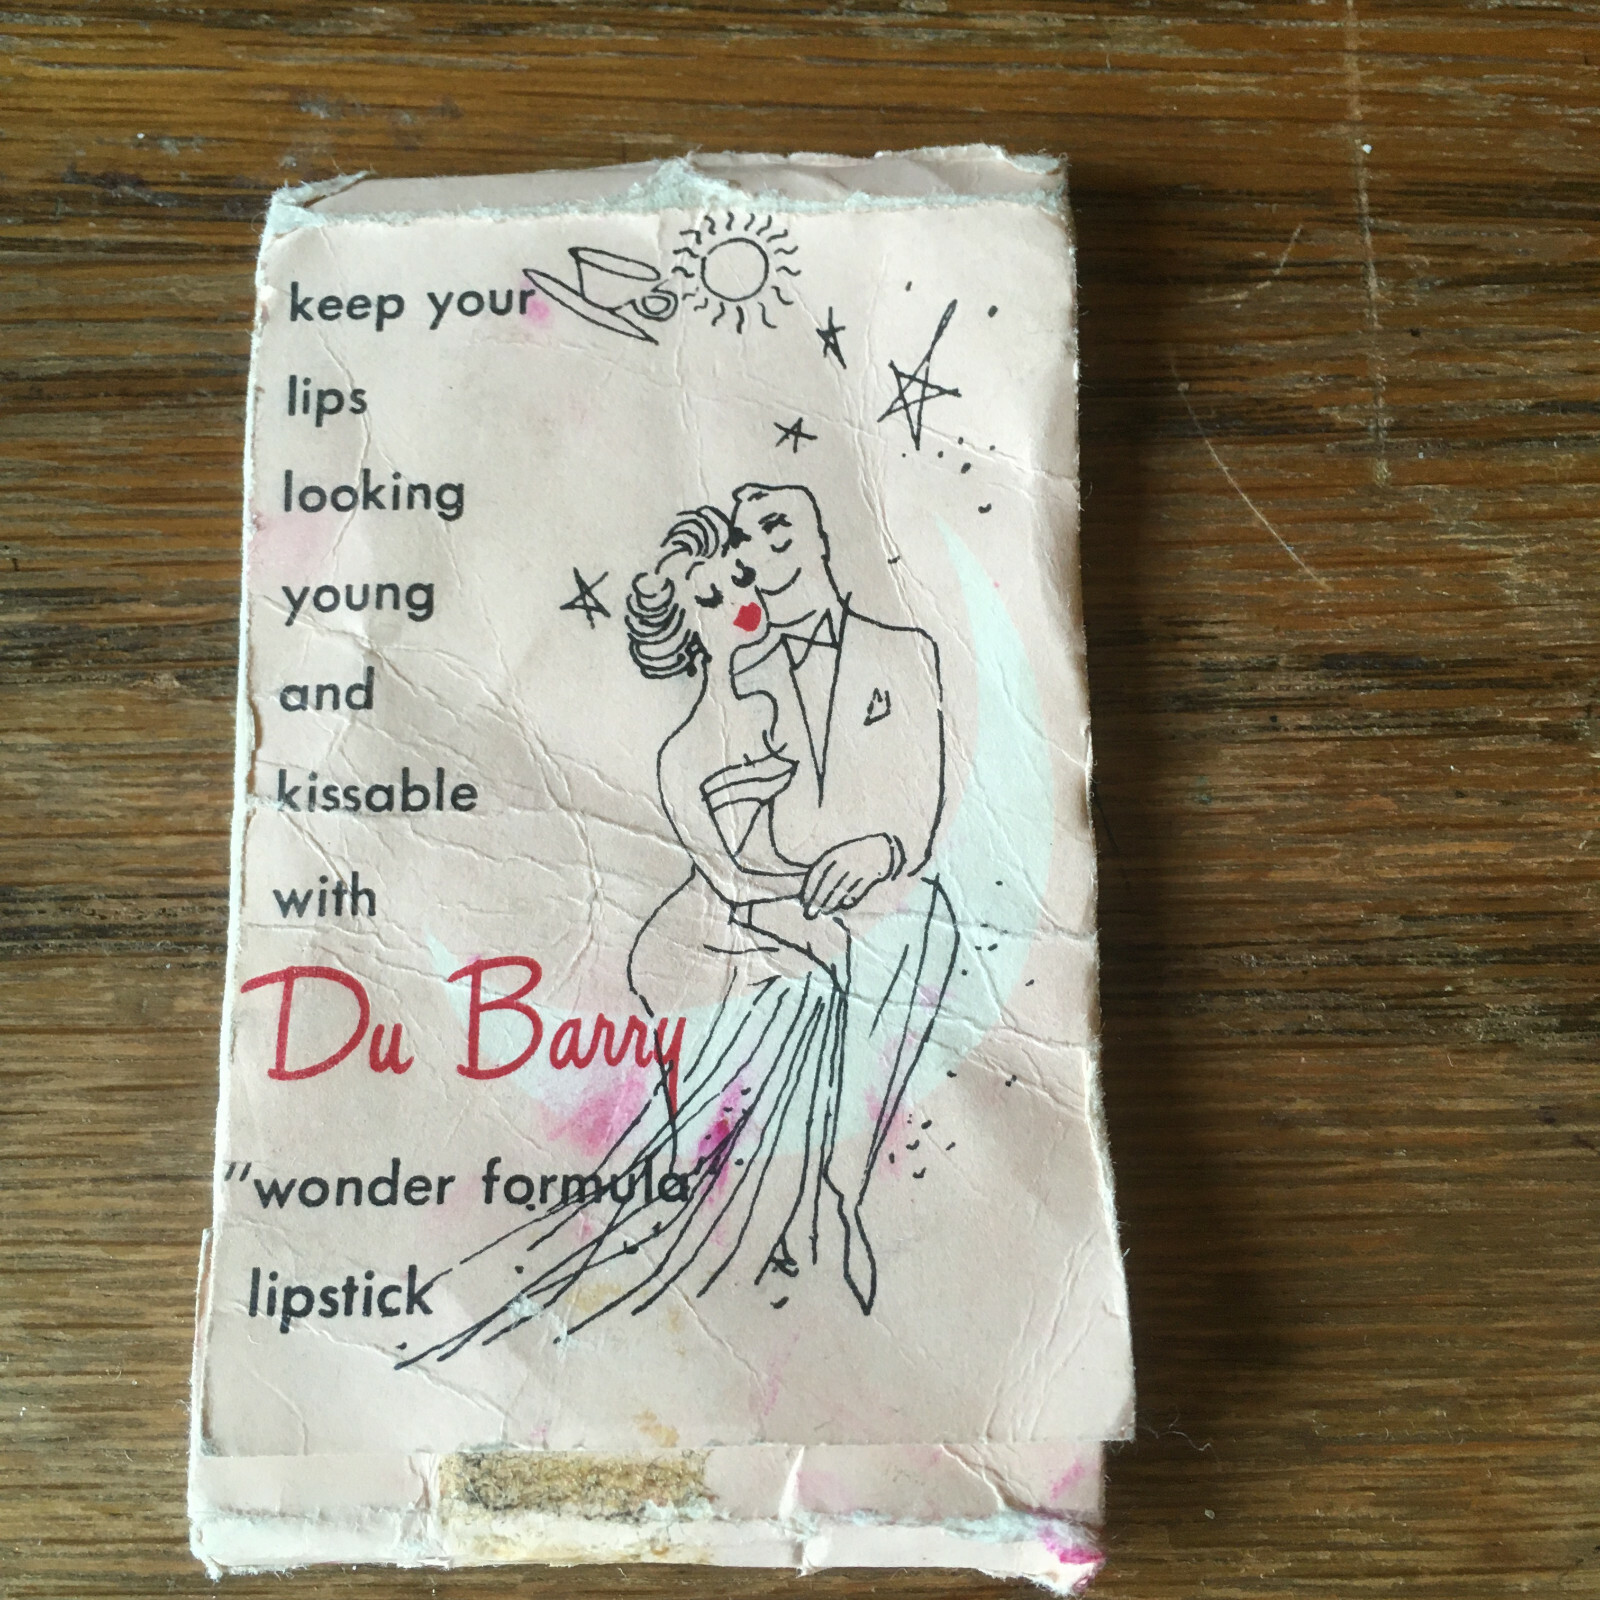 keep your
lips
looking
young
and
kissable
with
Du Barry
"wonder formula"
lipstick